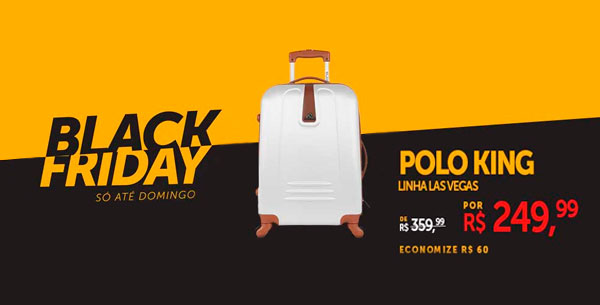 BLACK
FRIDAY
SÓ ATÉ DOMINGO
POLO KING
LINHA LAS VEGAS
DE R$ 359,99
POR R$ 249,99
ECONOMIZE R$ 60